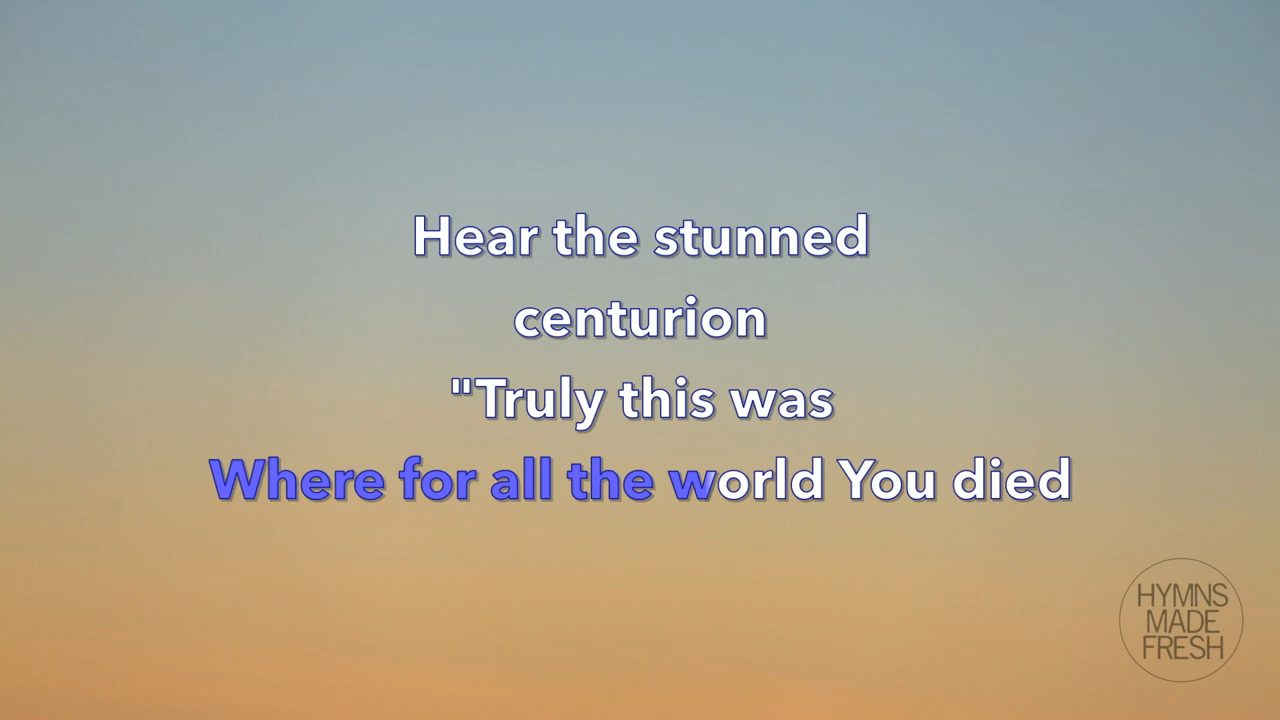 Hear the stunned
centurion
"Truly this was
Where for all the world You died
HYMNS
MADE
FRESH